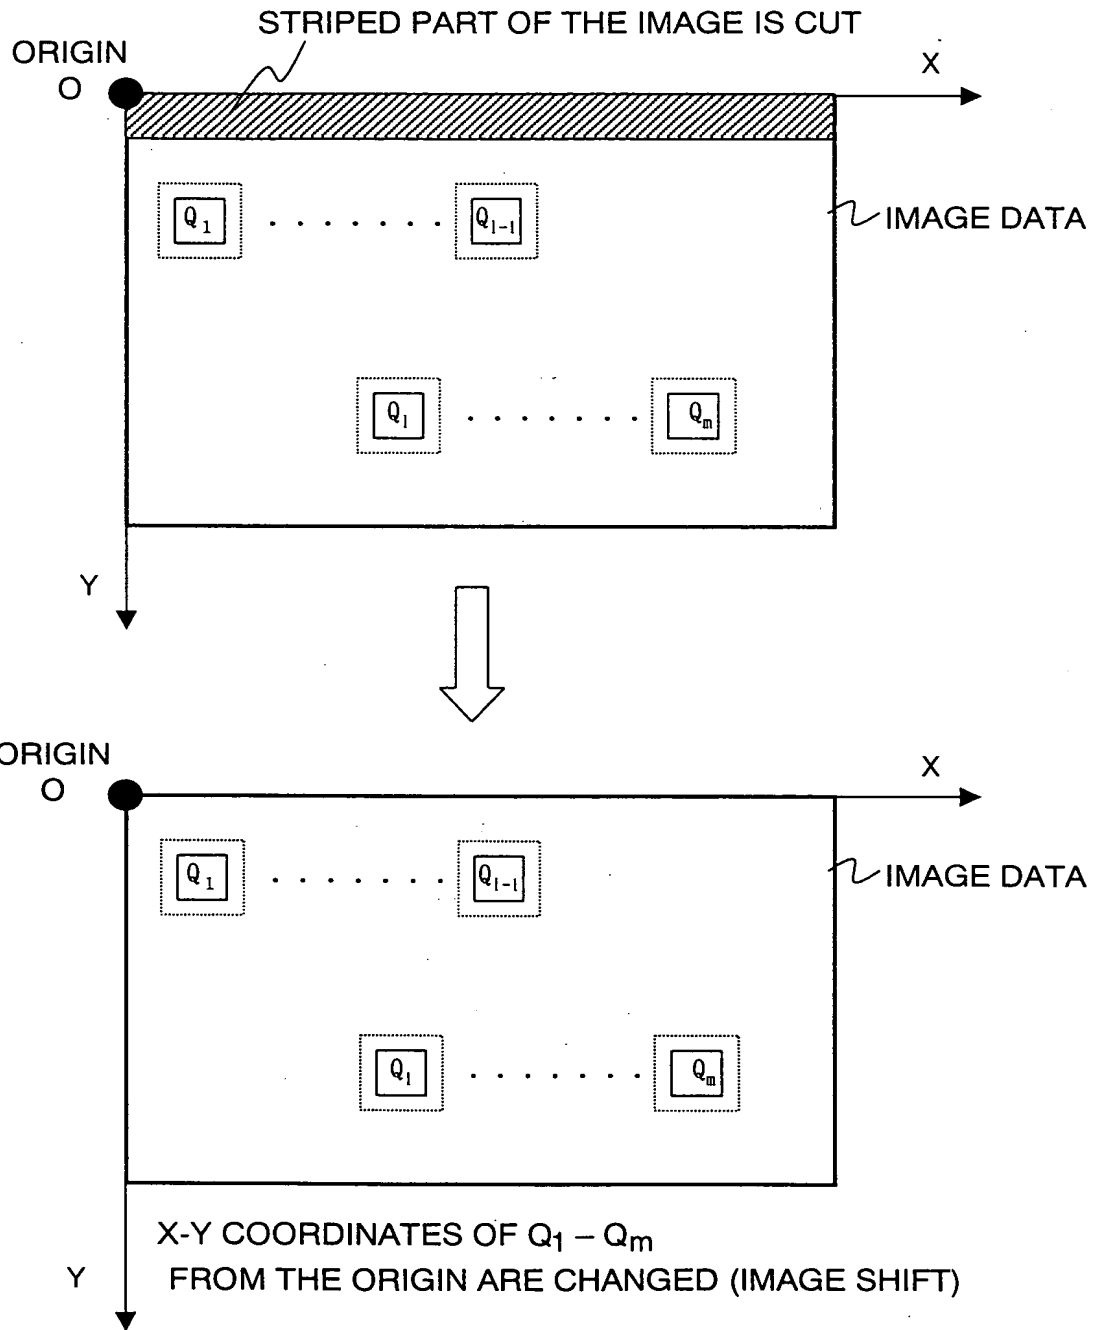 STRIPED PART OF THE IMAGE IS CUT
ORIGIN
O
X
Q1 . . . . . . . Ql-1
IMAGE DATA
Ql . . . . . . . Qm
Y
ORIGIN
O
X
Q1 . . . . . . . Ql-1
IMAGE DATA
Ql . . . . . . . Qm
X-Y COORDINATES OF Q1 – Qm
Y
FROM THE ORIGIN ARE CHANGED (IMAGE SHIFT)